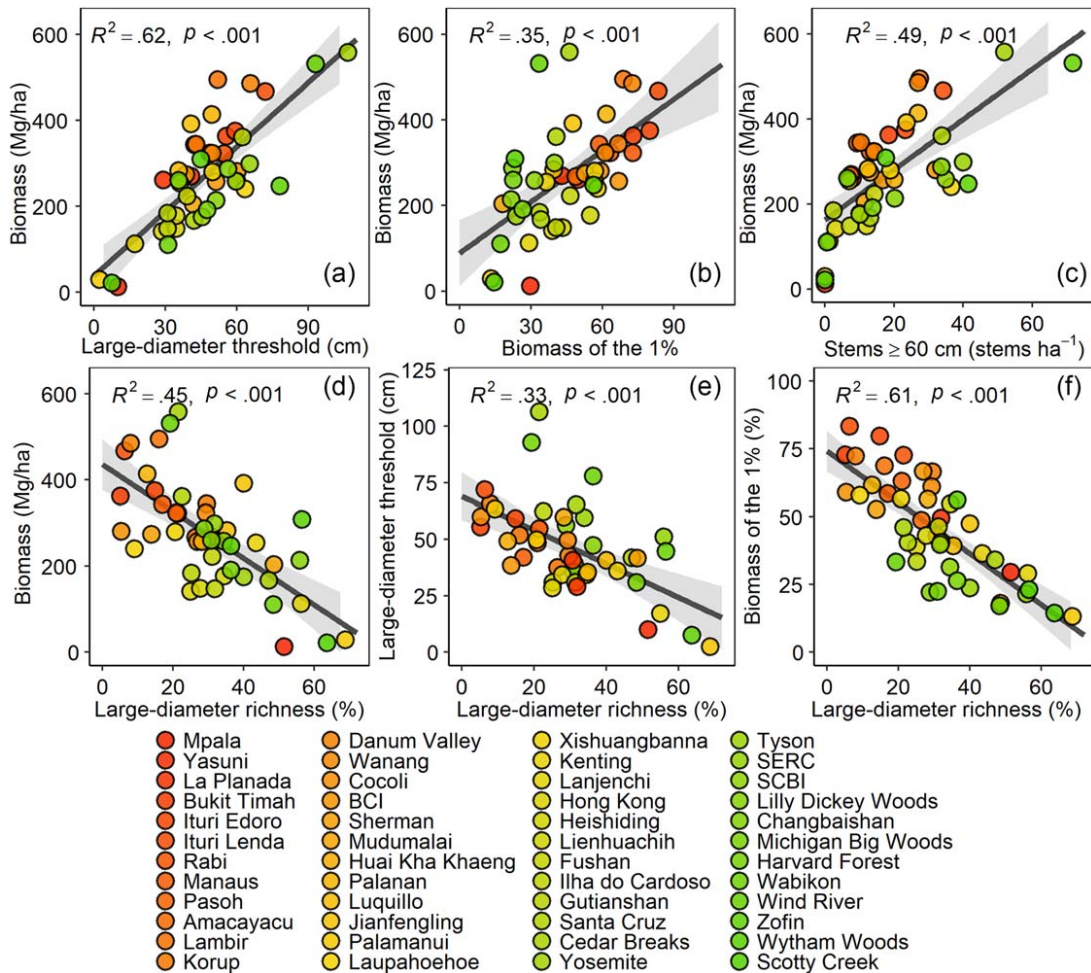 R² = .62, p < .001
Biomass (Mg/ha)
600
400
200
0
0 30 60 90
Large-diameter threshold (cm)
(a)
R² = .35, p < .001
Biomass (Mg/ha)
600
400
200
0
0 30 60 90
Biomass of the 1%
(b)
R² = .49, p < .001
Biomass (Mg/ha)
600
400
200
0
0 20 40 60
Stems ≥ 60 cm (stems ha⁻¹)
(c)
R² = .45, p < .001
Biomass (Mg/ha)
600
400
200
0
0 20 40 60
Large-diameter richness (%)
(d)
R² = .33, p < .001
Large-diameter threshold (cm)
125
100
75
50
25
0
0 20 40 60
Large-diameter richness (%)
(e)
R² = .61, p < .001
Biomass of the 1% (%)
100
75
50
25
0
0 20 40 60
Large-diameter richness (%)
(f)
Mpala
Yasuni
La Planada
Bukit Timah
Ituri Edoro
Ituri Lenda
Rabi
Manaus
Pasoh
Amacayacu
Lambir
Korup
Danum Valley
Wanang
Cocoli
BCI
Sherman
Mudumalai
Huai Kha Khaeng
Palanan
Luquillo
Jianfengling
Palamanui
Laupahoehoe
Xishuangbanna
Kenting
Lanjenchi
Hong Kong
Heishiding
Lienhuachih
Fushan
Ilha do Cardoso
Gutianshan
Santa Cruz
Cedar Breaks
Yosemite
Tyson
SERC
SCBI
Lilly Dickey Woods
Changbaishan
Michigan Big Woods
Harvard Forest
Wabikon
Wind River
Zofin
Wytham Woods
Scotty Creek